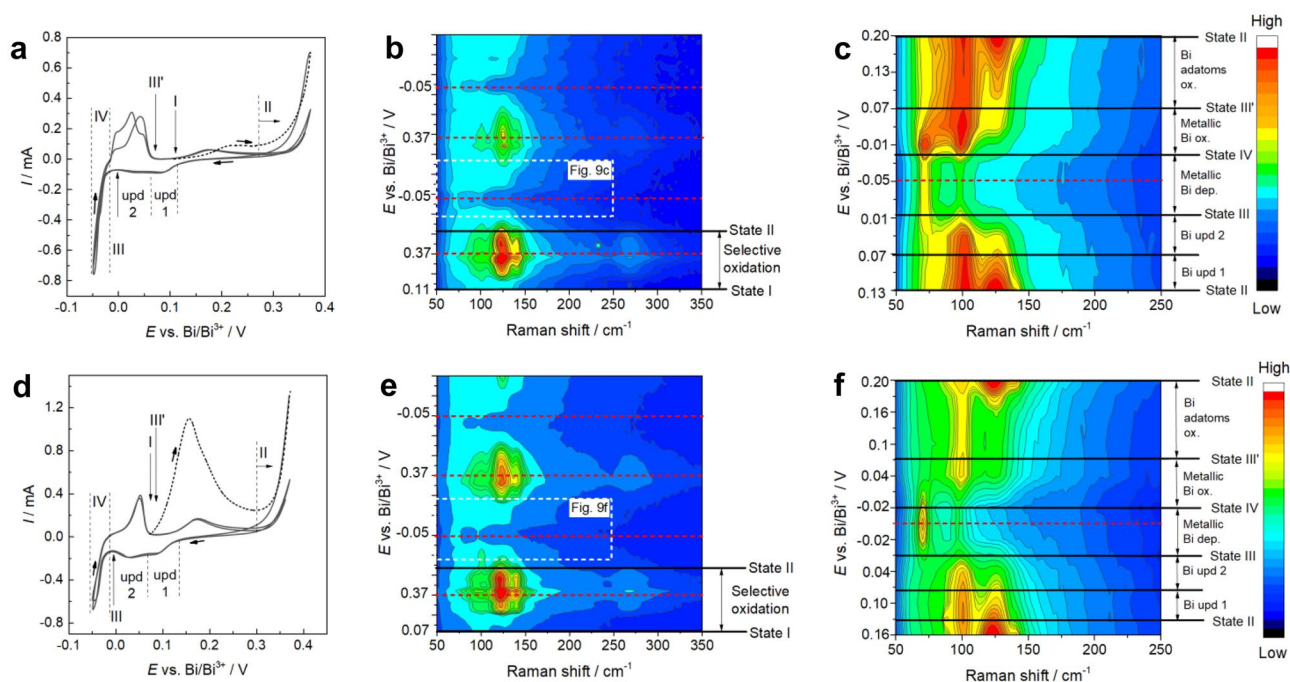 a
I / mA
0.8
0.6
0.4
0.2
0.0
-0.2
-0.4
-0.6
-0.8
III'
I
II
IV
upd 2
upd 1
III
-0.1 0.0 0.1 0.2 0.3 0.4
E vs. Bi/Bi³⁺ / V
b
E vs. Bi/Bi³⁺ / V
-0.05
0.37
-0.05
0.37
0.11
Fig. 9c
State II
Selective
oxidation
State I
50 100 150 200 250 300 350
Raman shift / cm⁻¹
c
E vs. Bi/Bi³⁺ / V
0.20
0.13
0.07
-0.01
-0.05
0.01
0.07
0.13
State II
Bi
adatoms
ox.
State III'
Metallic
Bi ox.
State IV
Metallic
Bi dep.
State III
Bi upd 2
Bi upd 1
State II
50 100 150 200 250
Raman shift / cm⁻¹
High
Low
d
I / mA
1.2
0.8
0.4
0.0
-0.4
-0.8
I
III'
II
IV
upd 2
upd 1
III
-0.1 0.0 0.1 0.2 0.3 0.4
E vs. Bi/Bi³⁺ / V
e
E vs. Bi/Bi³⁺ / V
-0.05
0.37
-0.05
0.37
0.07
Fig. 9f
State II
Selective
oxidation
State I
50 100 150 200 250 300 350
Raman shift / cm⁻¹
f
E vs. Bi/Bi³⁺ / V
0.20
0.16
0.1
0.04
-0.02
-0.02
0.04
0.10
0.16
State II
Bi
adatoms
ox.
State III'
Metallic
Bi ox.
State IV
Metallic
Bi dep.
State III
Bi upd 2
Bi upd 1
State II
50 100 150 200 250
Raman shift / cm⁻¹
High
Low